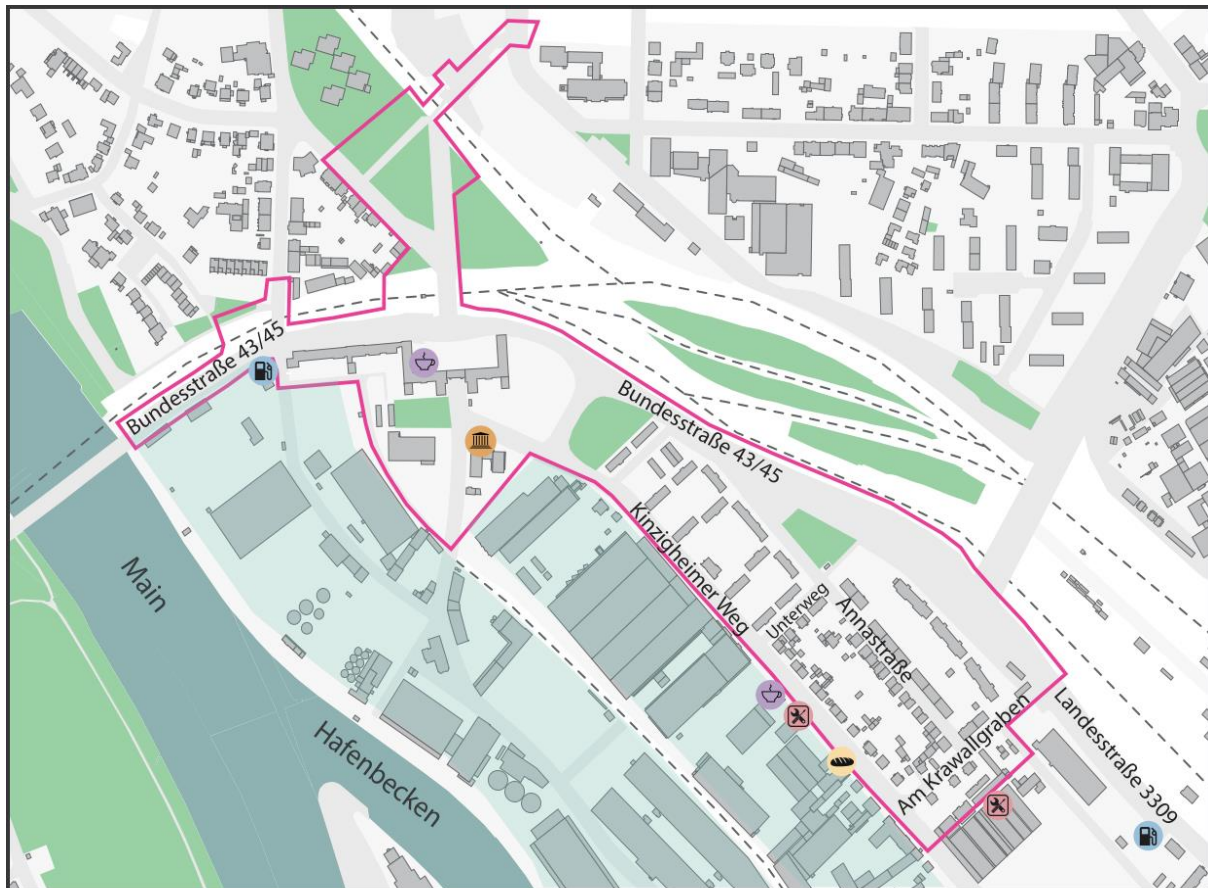 Bundesstraße 43/45
Bundesstraße 43/45
Kinzigheimer Weg
Main
Unterweg
Annastraße
Hafenbecken
Am Krawallgraben
Landesstraße 3309